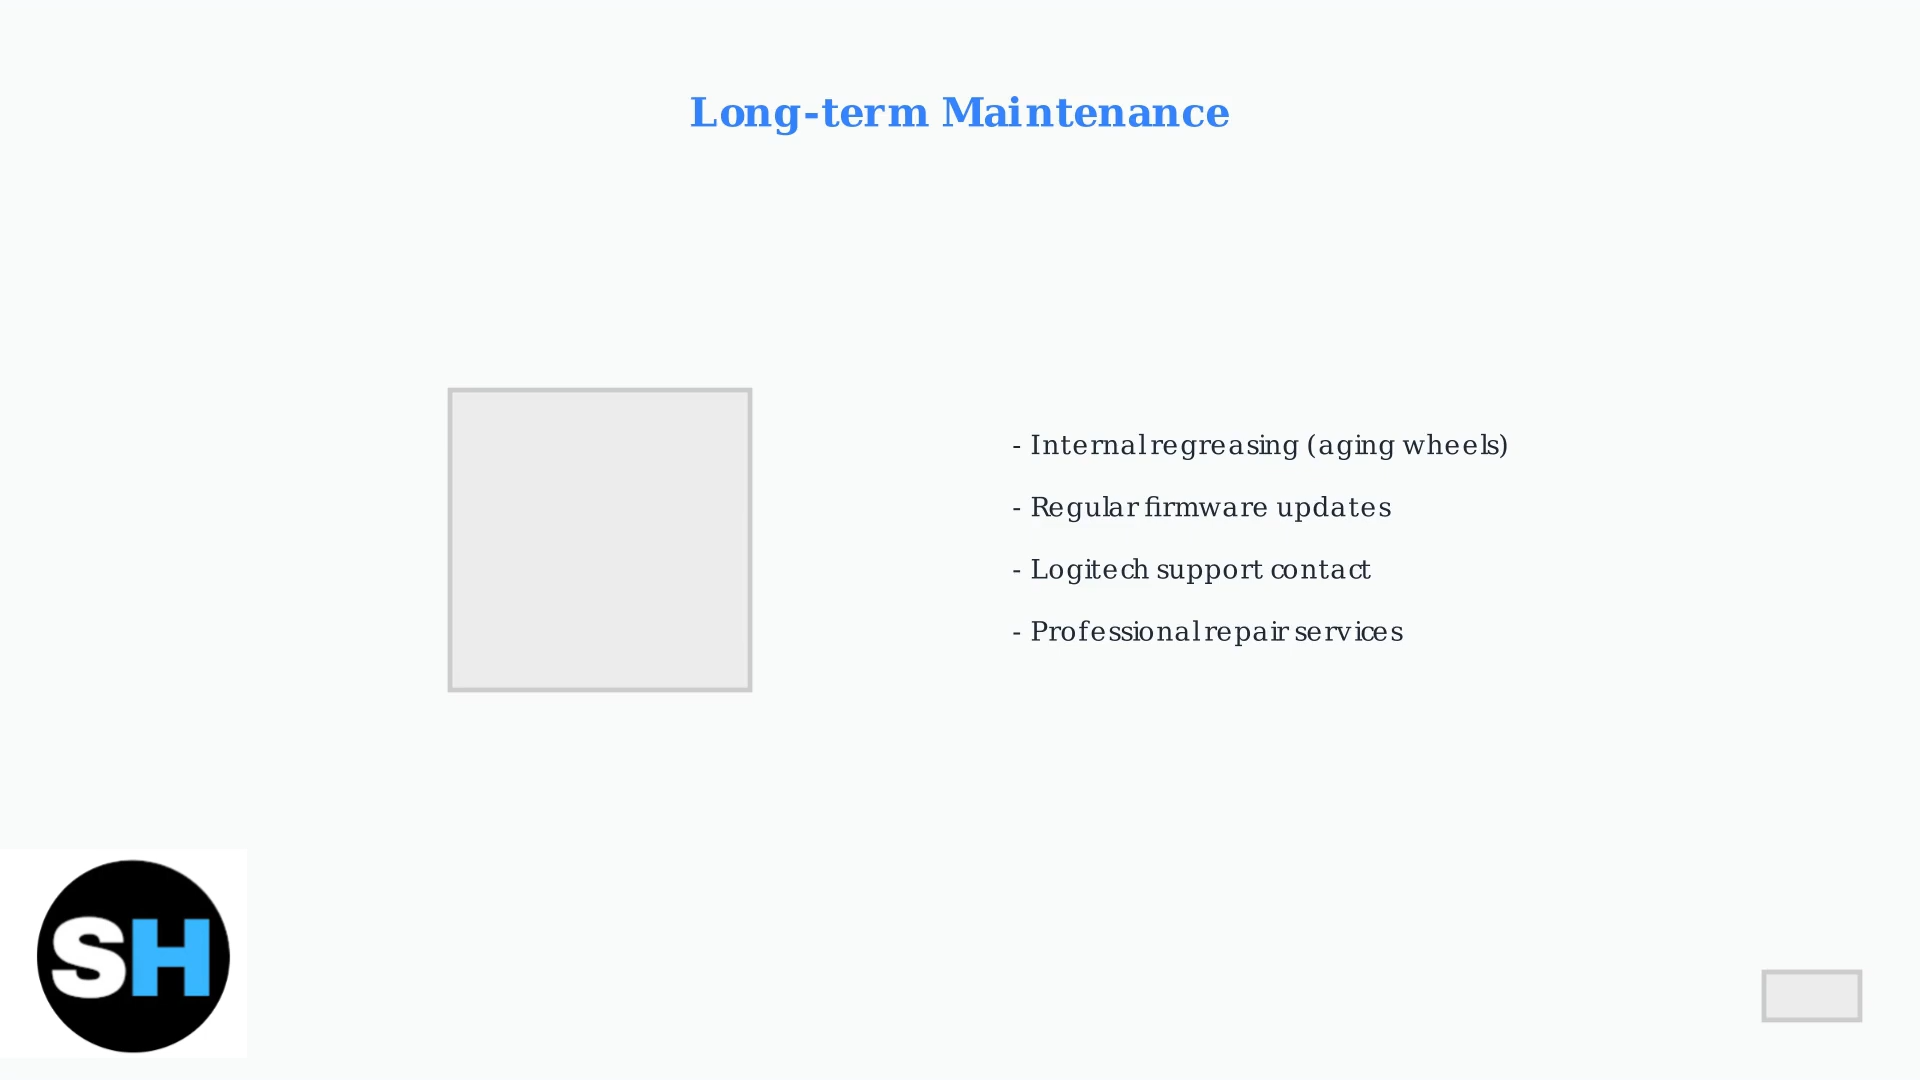 Long-term Maintenance
- Internal regreasing (aging wheels)
- Regular firmware updates
- Logitech support contact
- Professional repair services
SH